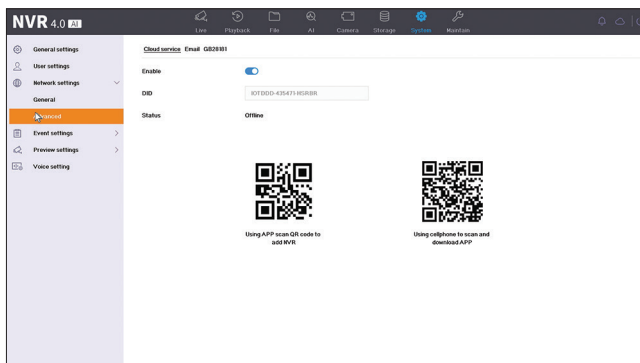 NVR 4.0 AI
Live Playback File AI Camera Storage System Maintain
General settings
User settings
Network settings
General
Advanced
Event settings
Preview settings
Voice setting
Cloud service Email GB28181
Enable
DID IOTDDD-435471-HSRBR
Status Offline
Using APP scan QR code to
add NVR
Using cellphone to scan and
download APP